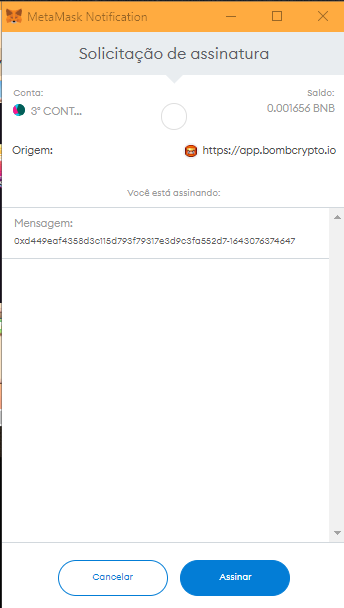 MetaMask Notification
Solicitação de assinatura
Conta:
Saldo:
3° CONT...
0.001656 BNB
Origem:
https://app.bombcrypto.io
Você está assinando:
Mensagem:
0xd449eaf4358d3c115d793f79317e3d9c3fa552d7-1643076374647
Cancelar
Assinar